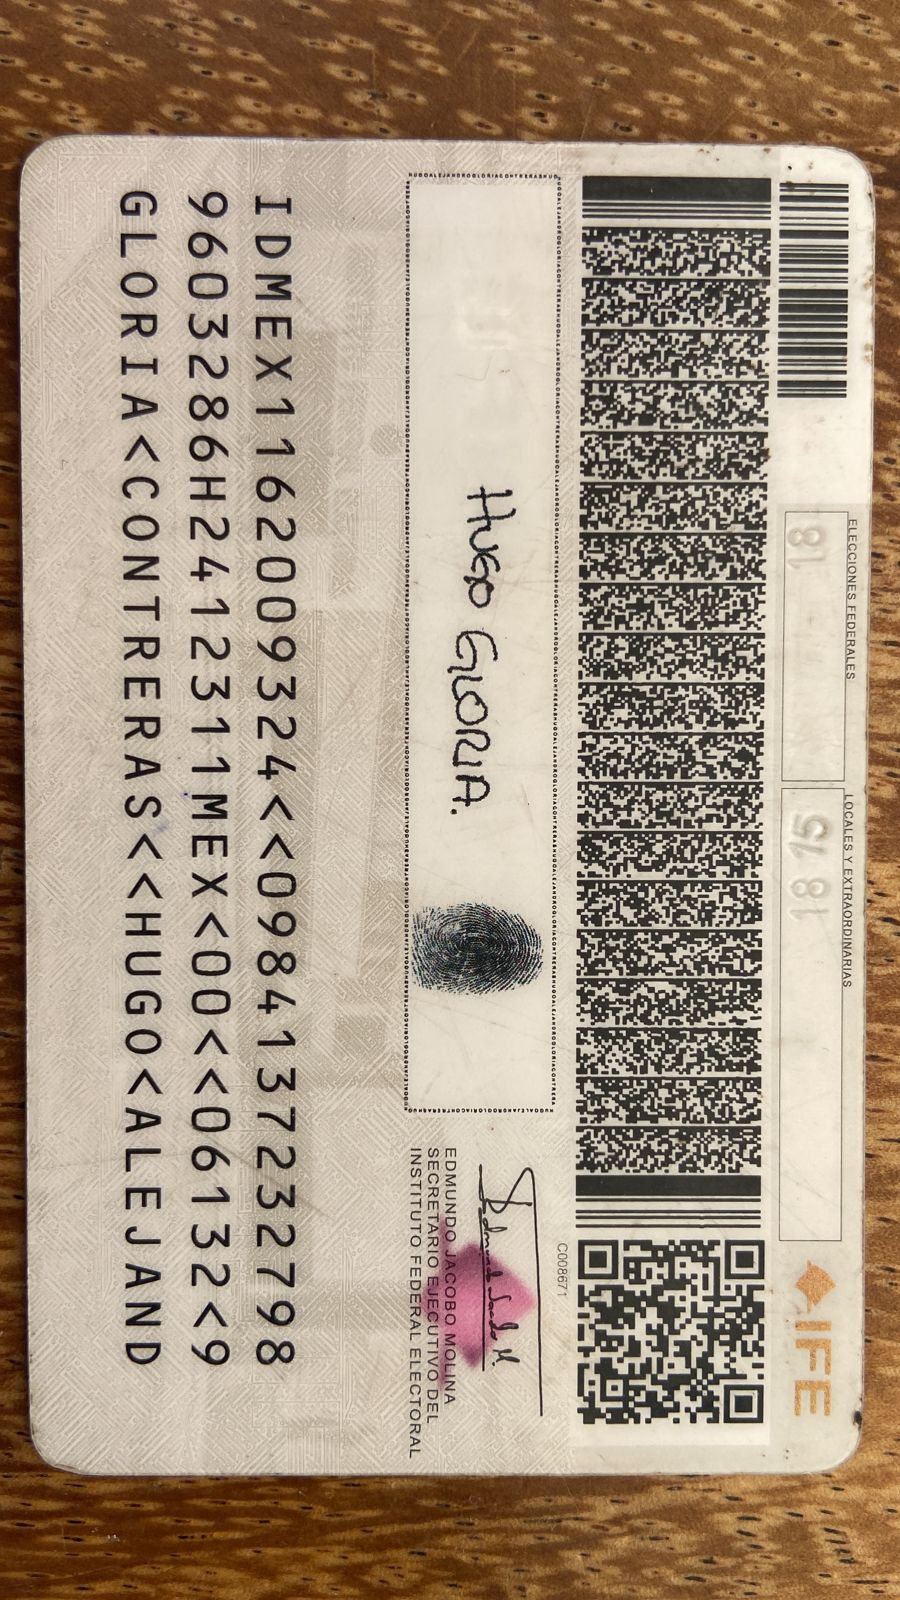 ELECCIONES FEDERALES
LOCALES Y EXTRAORDINARIAS
IFE
18
18 15
C008671
HUGO GLORIA.
EDMUNDO JACOBO MOLINA
SECRETARIO EJECUTIVO DEL
INSTITUTO FEDERAL ELECTORAL
IDMEX1162009324<<0984137232798
9603286H2412311MEX<00<<06132<9
GLORIA<CONTRERAS<<HUGO<ALEJAND